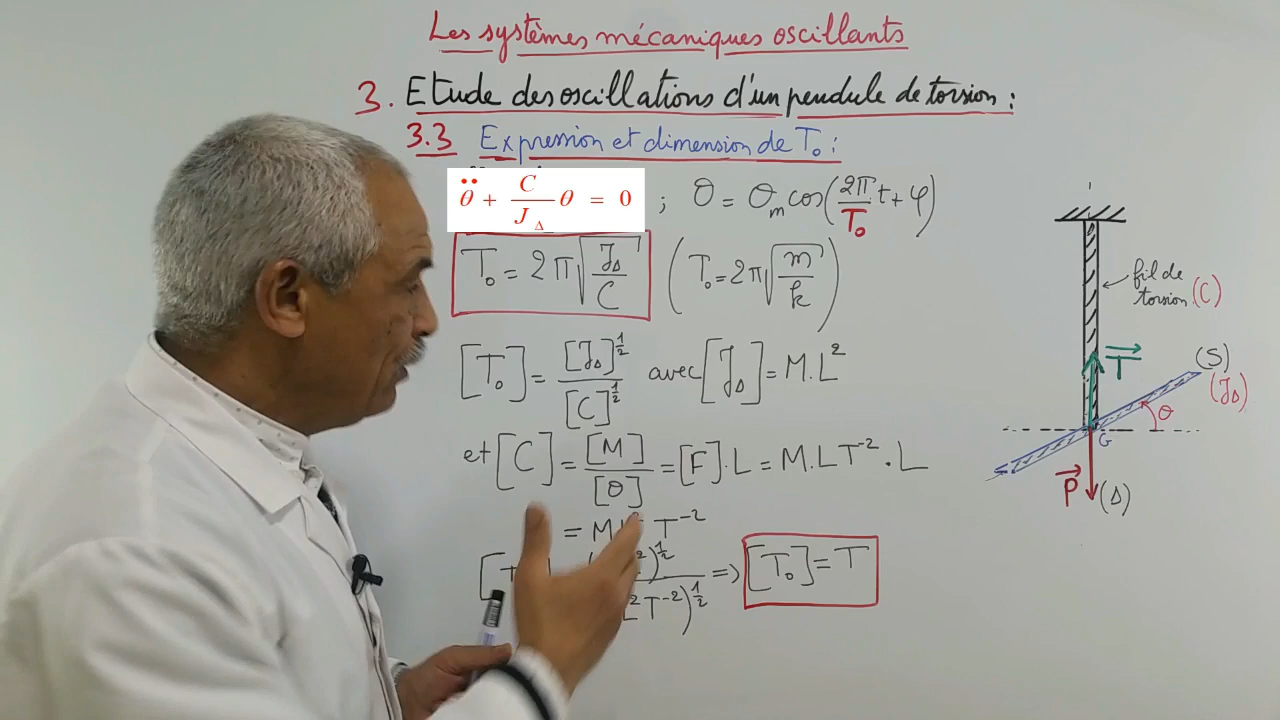 Les systèmes mécaniques oscillants
3. Etude des oscillations d'un pendule de torsion :
3.3 Expression et dimension de T₀ :
θ̈ + C/J_Δ θ = 0 ; θ = θₘ cos(2π/T₀ t + φ)
T₀ = 2π√(J_Δ/C) (T₀ = 2π√(m/k))
[T₀] = [J_Δ]^½ / [C]^½ avec [J_Δ] = M.L²
et [C] = [M]/[θ] = [F].L = M.LT⁻² . L
= M T⁻²
⇒ [T₀] = T
fil de
torsion (C)
T⃗
(S)
(J_Δ)
θ
G
P⃗
(Δ)